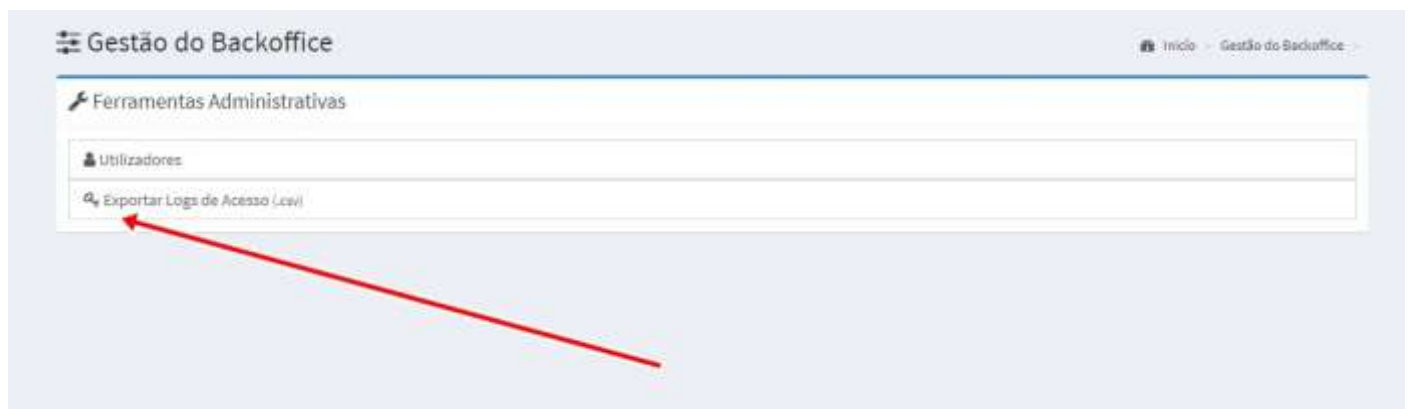 Gestão do Backoffice
Início > Gestão do Backoffice >
Ferramentas Administrativas
Utilizadores
Exportar Logs de Acesso (.csv)